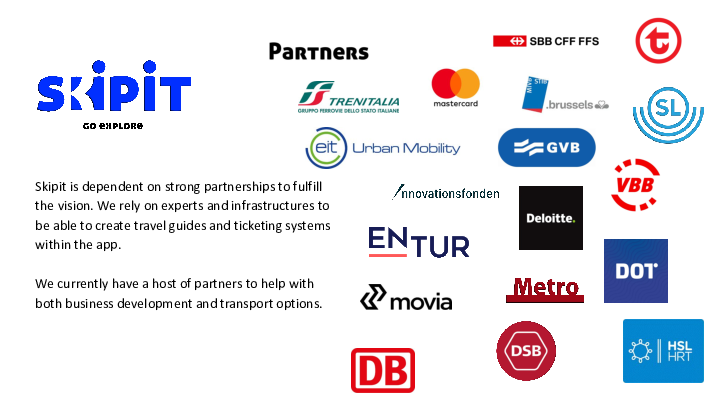 SKIPIT
GO EXPLORE
Skipit is dependent on strong partnerships to fulfill
the vision. We rely on experts and infrastructures to
be able to create travel guides and ticketing systems
within the app.
We currently have a host of partners to help with
both business development and transport options.
PARTNERS
SBB CFF FFS
t
TRENITALIA
GRUPPO FERROVIE DELLO STATO ITALIANE
mastercard
.brussels
SL
eit Urban Mobility
GVB
VBB
innovationsfonden
Deloitte.
ENTUR
DOT
movia
Metro
DB
DSB
HSL
HRT